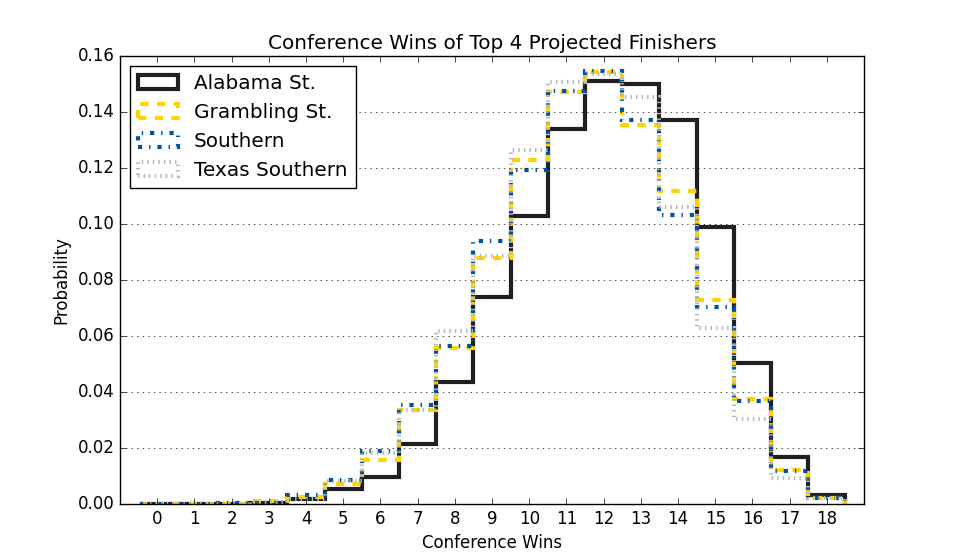 Conference Wins of Top 4 Projected Finishers
0.16
0.14
0.12
0.10
0.08
0.06
0.04
0.02
0.00
Probability
Alabama St.
Grambling St.
Southern
Texas Southern
0 1 2 3 4 5 6 7 8 9 10 11 12 13 14 15 16 17 18
Conference Wins